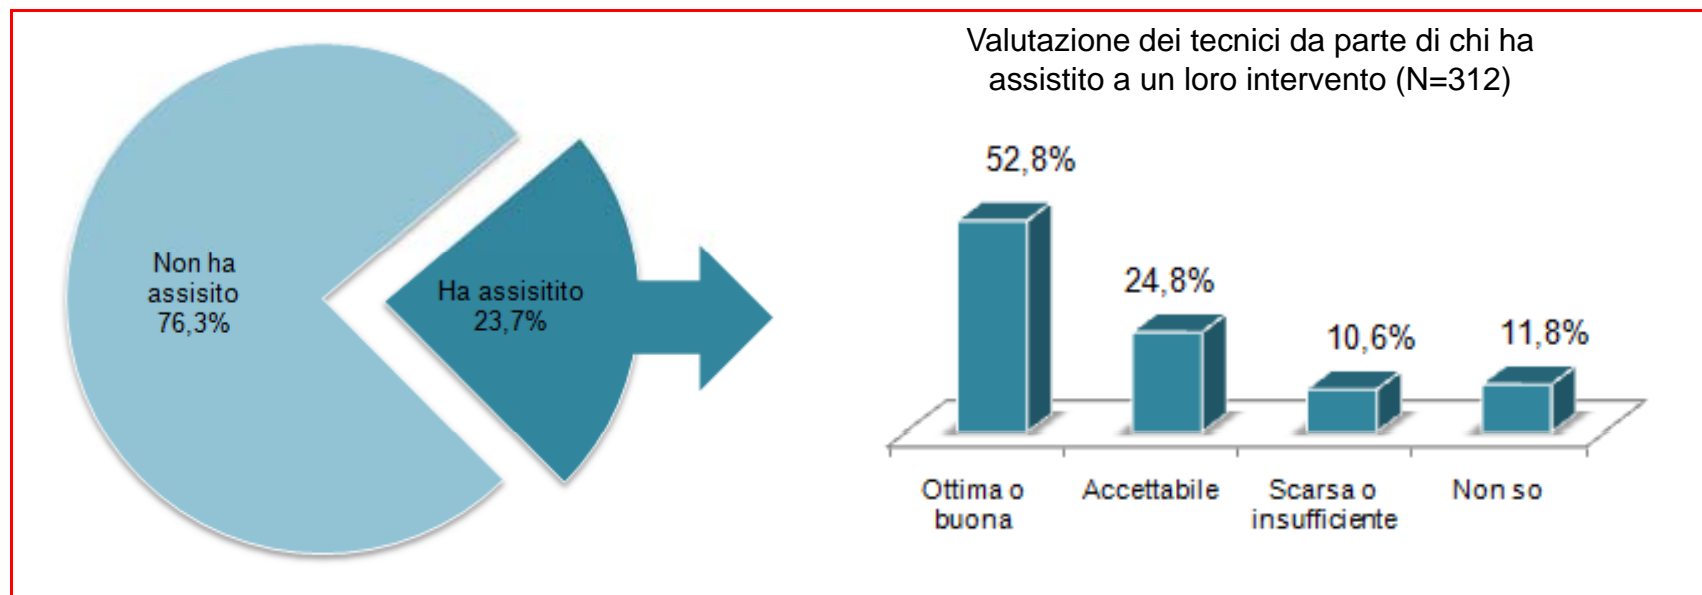 Valutazione dei tecnici da parte di chi ha
assistito a un loro intervento (N=312)
Non ha
assisito
76,3%
Ha assisitito
23,7%
52,8%
24,8%
10,6%
11,8%
Ottima o
buona
Accettabile
Scarsa o
insufficiente
Non so